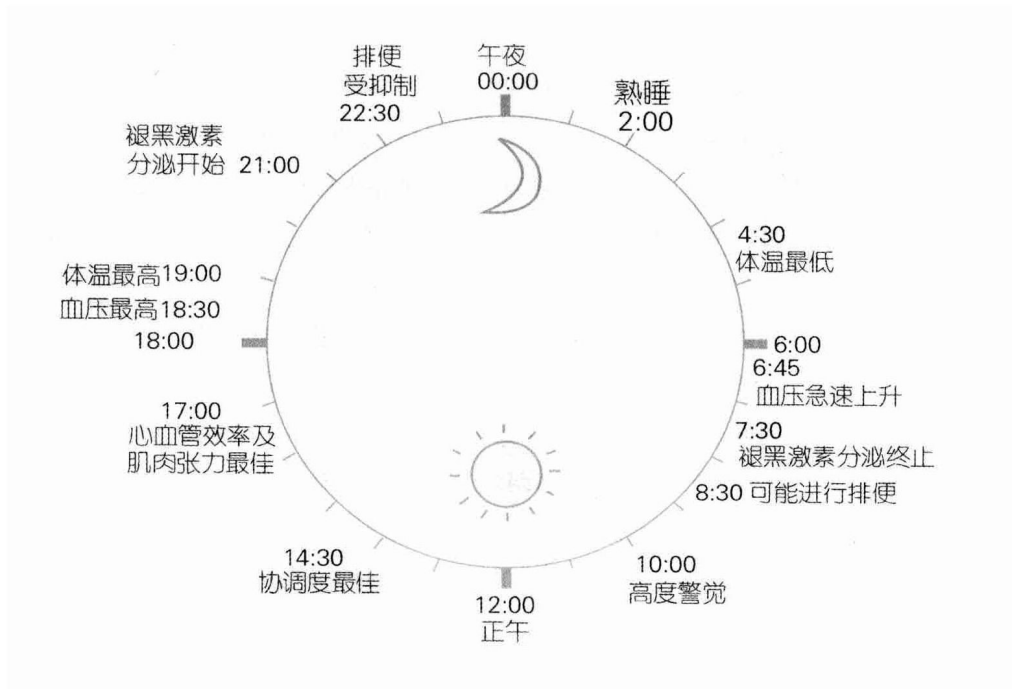 午夜
00:00
熟睡
2:00
4:30
体温最低
6:00
6:45
血压急速上升
7:30
褪黑激素分泌终止
8:30 可能进行排便
10:00
高度警觉
12:00
正午
14:30
协调度最佳
17:00
心血管效率及
肌肉张力最佳
18:00
血压最高18:30
体温最高19:00
褪黑激素
分泌开始 21:00
排便
受抑制
22:30